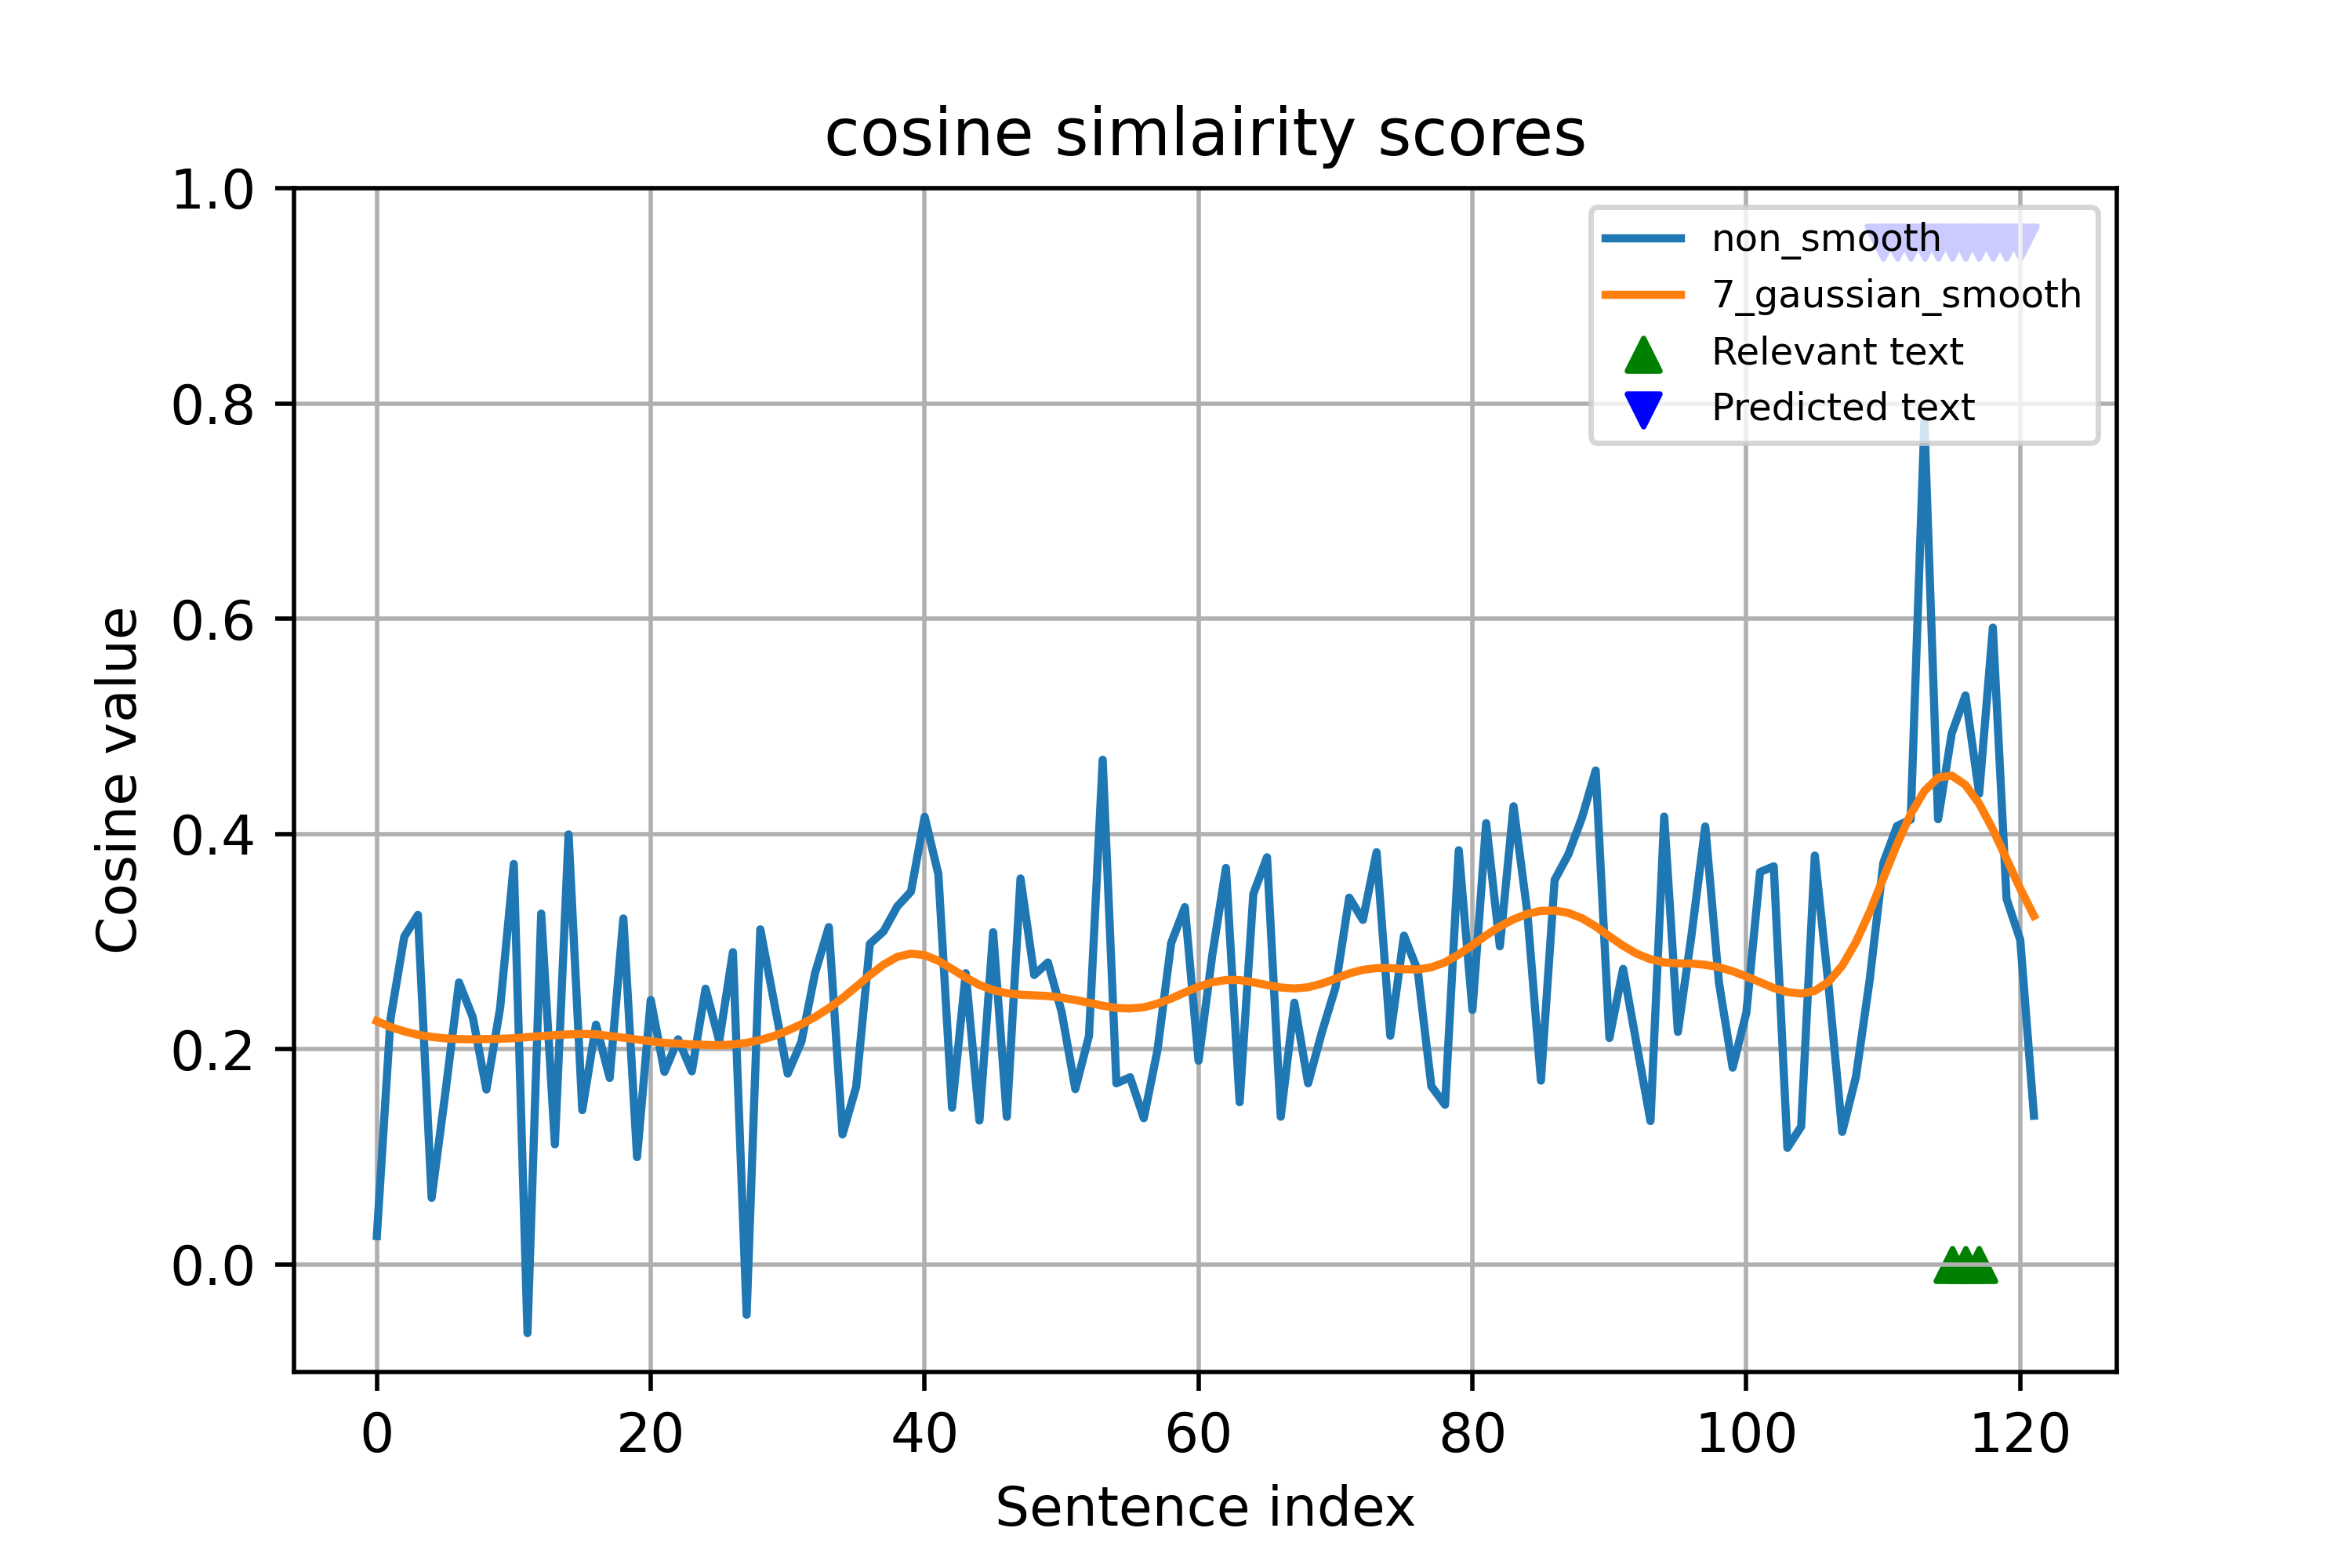 cosine simlairity scores
1.0
0.8
0.6
0.4
0.2
0.0
Cosine value
non_smooth
7_gaussian_smooth
Relevant text
Predicted text
0 20 40 60 80 100 120
Sentence index